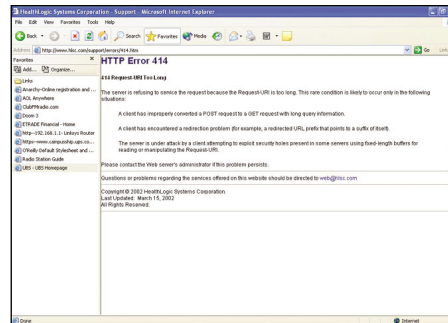 HealthLogic Systems Corporation - Support - Microsoft Internet Explorer
File Edit View Favorites Tools Help
Back Search Favorites Media
Address http://www.hlsc.com/support/errors/414.htm Go Links
Favorites
Add... Organize...
Links
Anarchy-Online registration and ...
AOL Anywhere
ClubFMradio.com
Doom 3
ETRADE Financial - Home
http--192.168.1.1- Linksys Router
https--www.campusship.ups.co...
O'Reilly Default Stylesheet and ...
Radio Station Guide
UBS - UBS Homepage
HTTP Error 414
414 Request-URI Too Long
The server is refusing to service the request because the Request-URI is too long. This rare condition is likely to occur only in the following
situations:
A client has improperly converted a POST request to a GET request with long query information.
A client has encountered a redirection problem (for example, a redirected URL prefix that points to a suffix of itself).
The server is under attack by a client attempting to exploit security holes present in some servers using fixed-length buffers for
reading or manipulating the Request-URI.
Please contact the Web server's administrator if this problem persists.
Questions or problems regarding the services offered on this website should be directed to web@hlsc.com
Copyright © 2002 HealthLogic Systems Corporation.
Last Updated: March 15, 2002
All Rights Reserved.
Done Internet